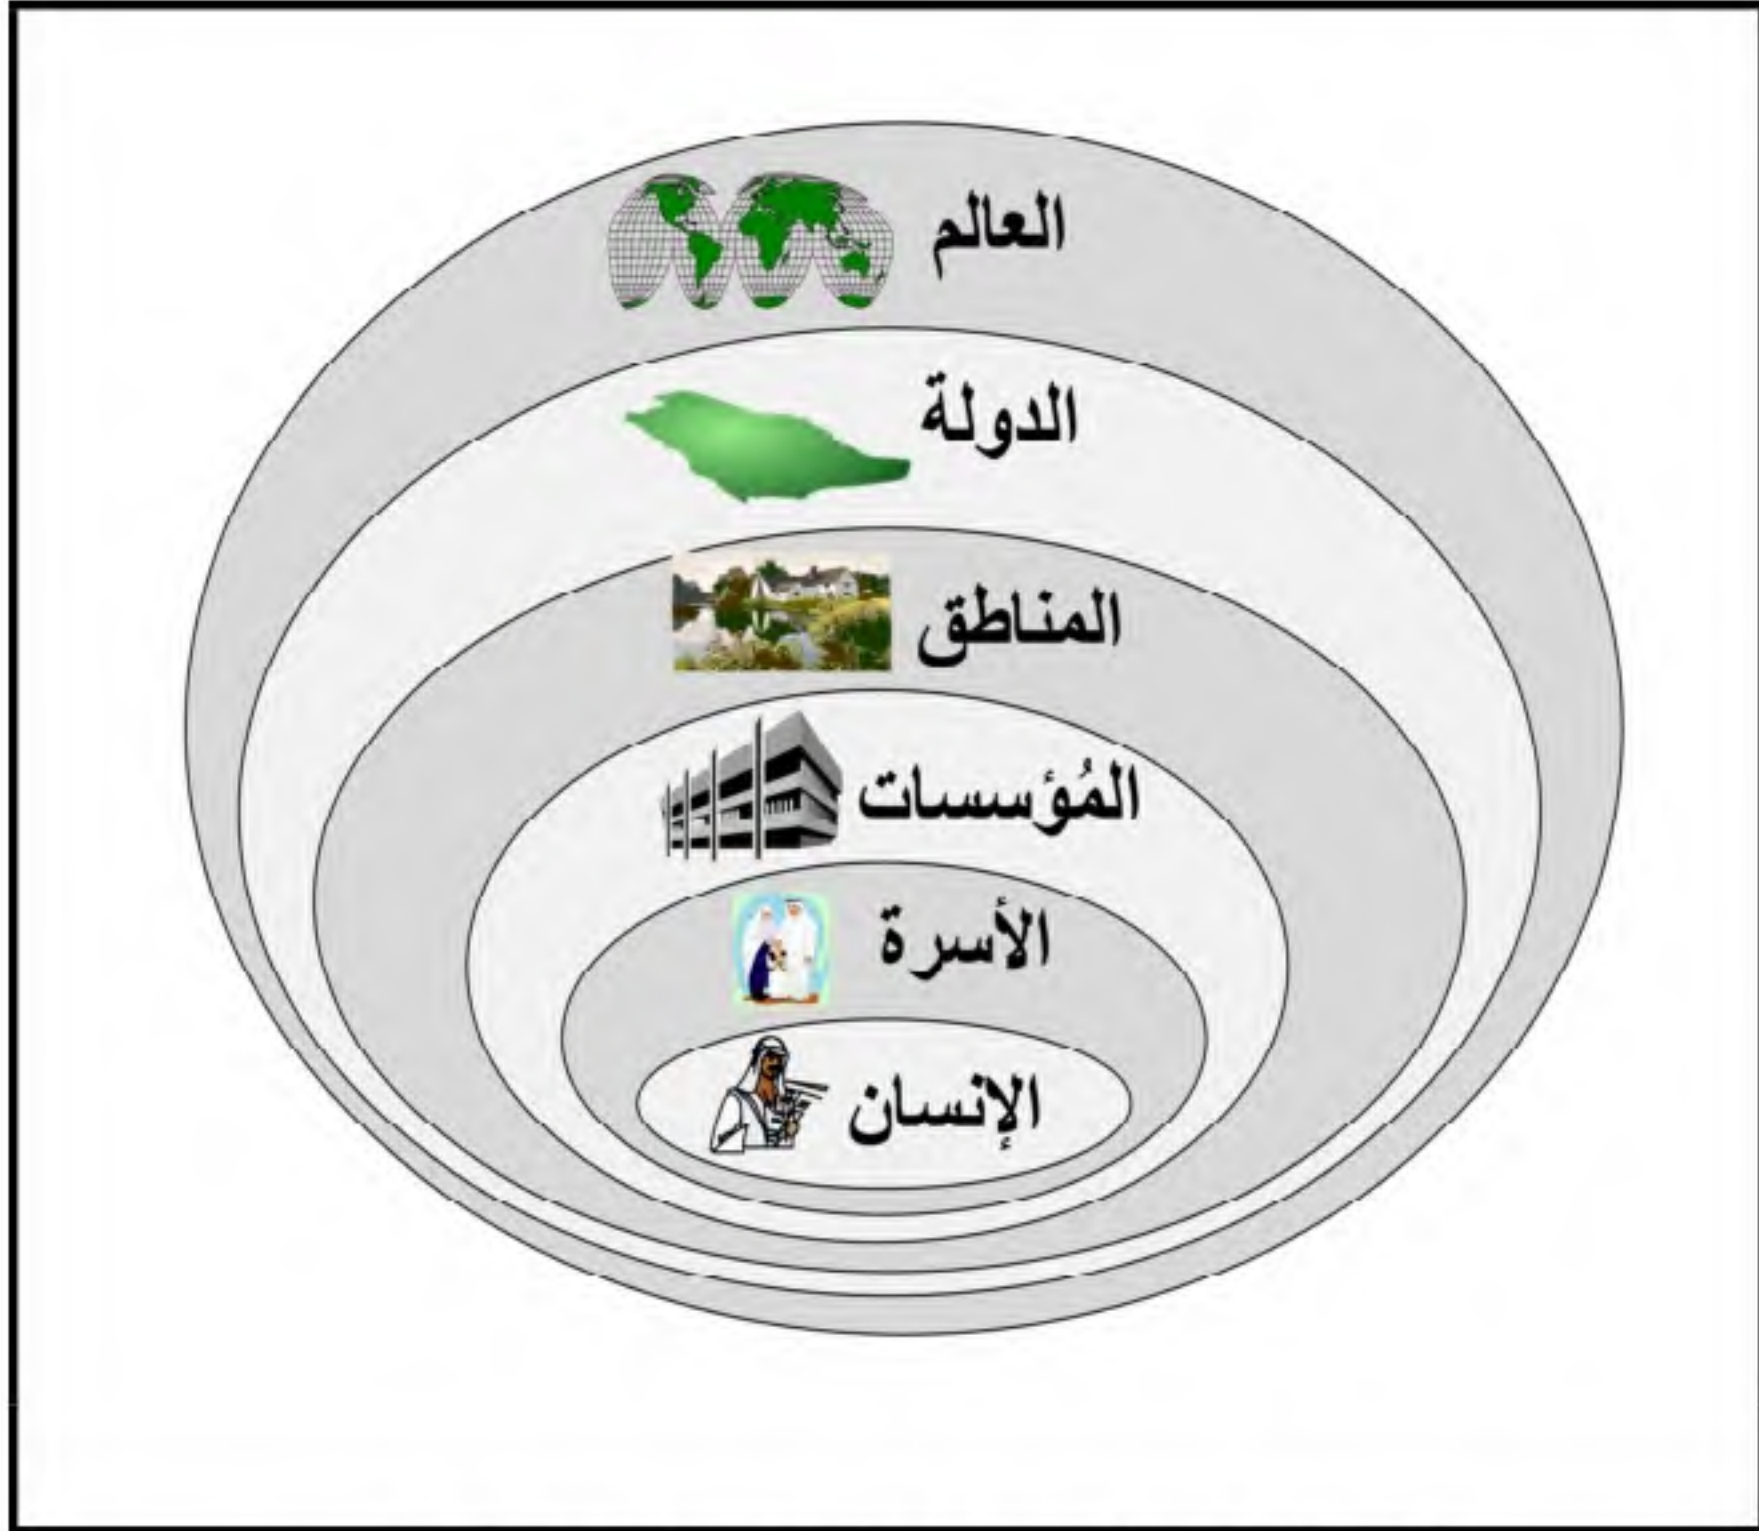 العالم
الدولة
المناطق
المُؤسسات
الأسرة
الإنسان